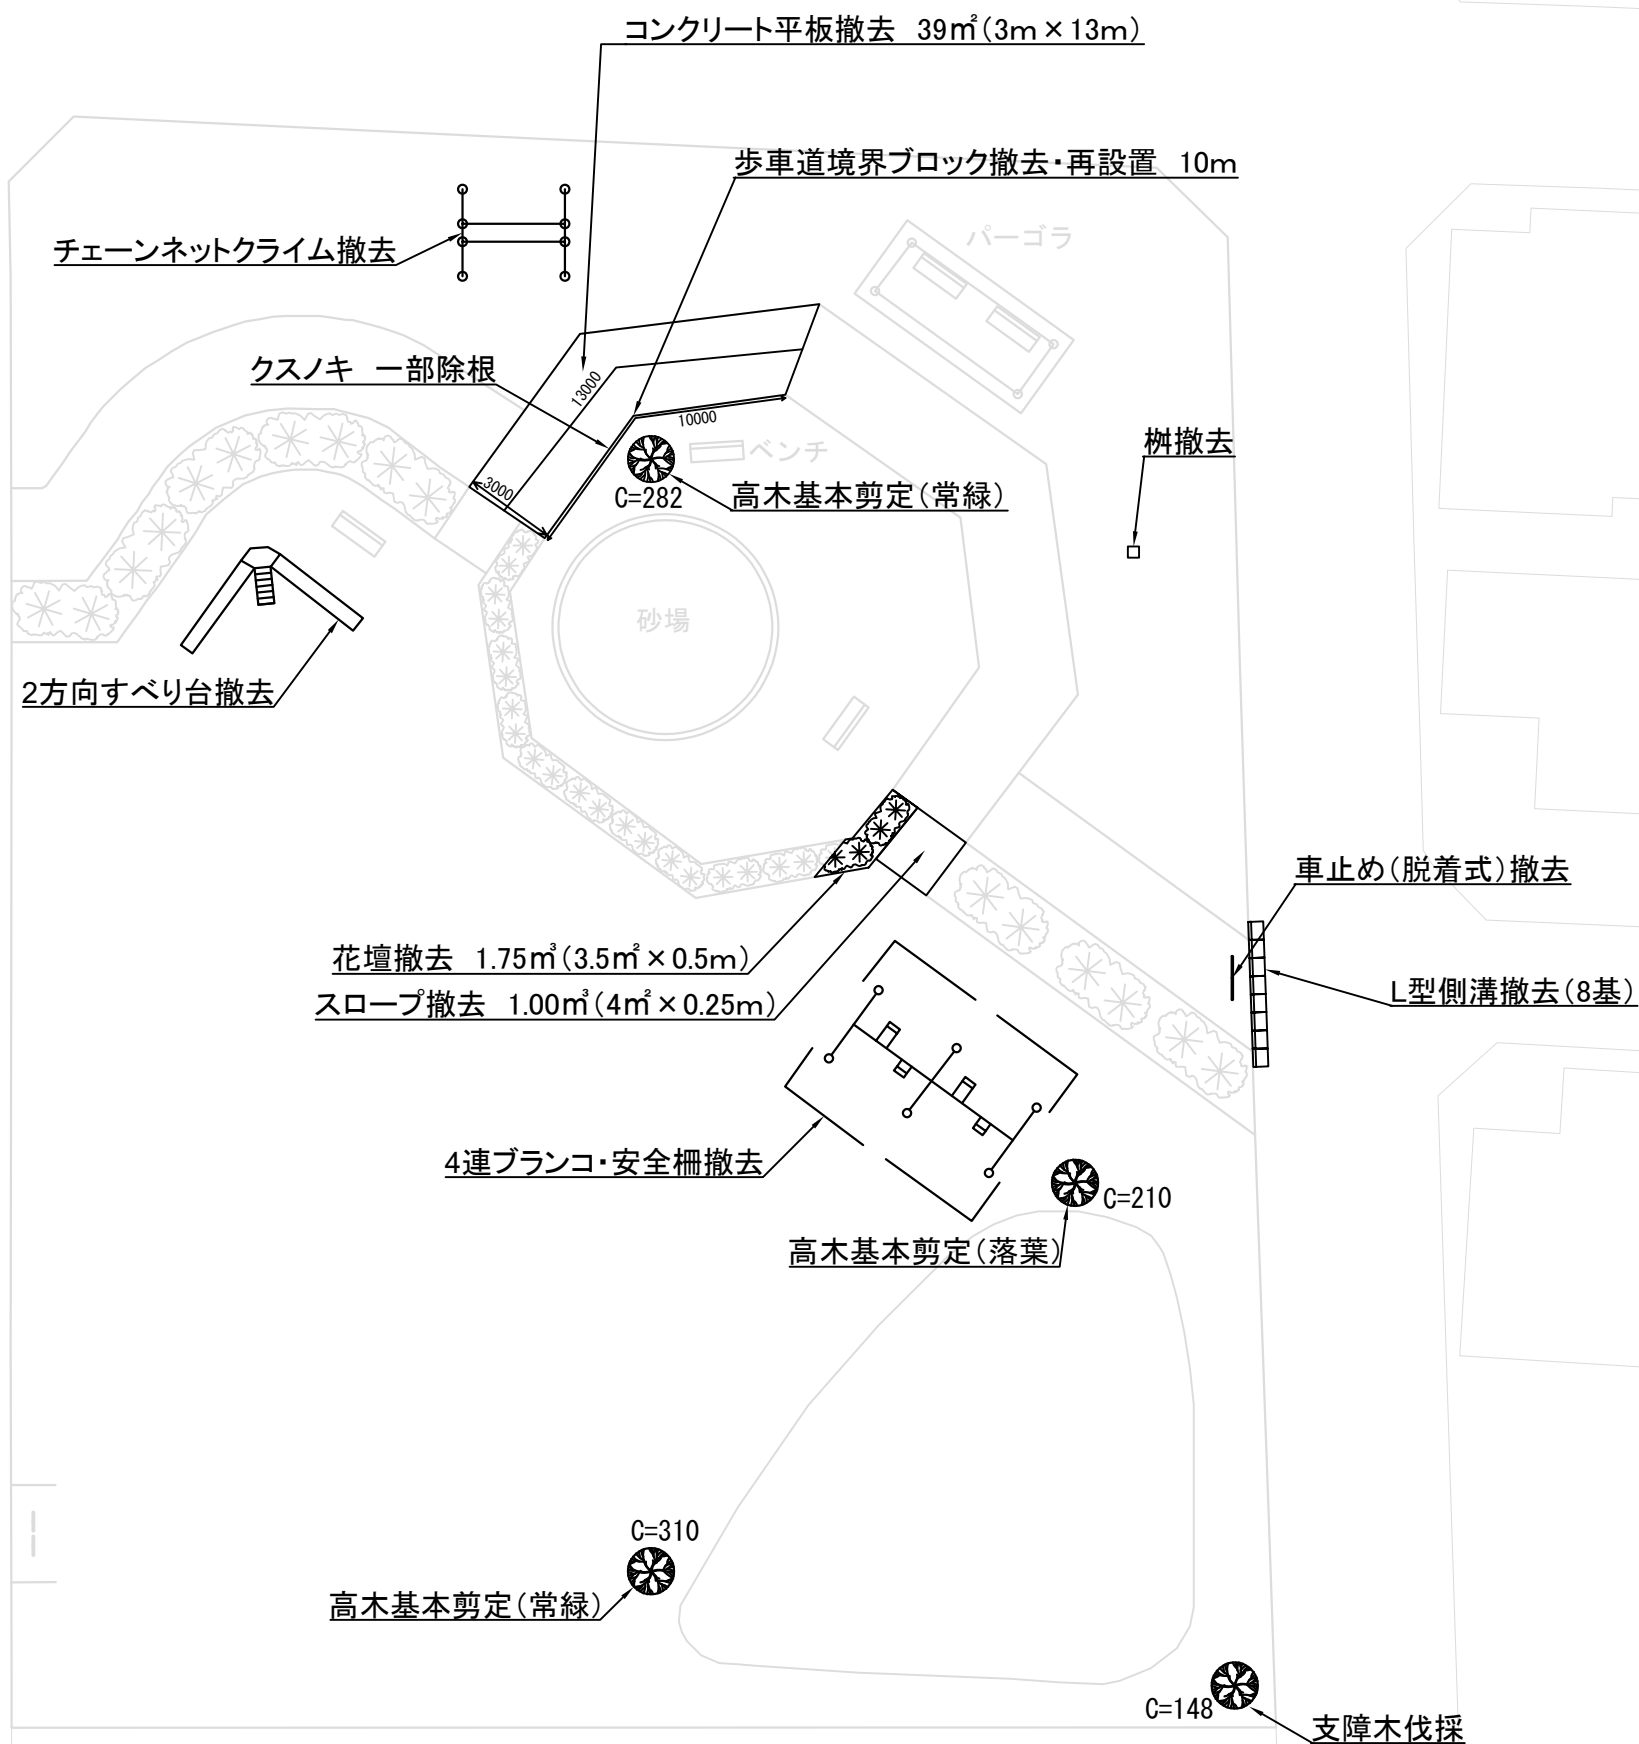 コンクリート平板撤去 39㎡(3m×13m)
歩車道境界ブロック撤去・再設置 10m
パーゴラ
チェーンネットクライム撤去
クスノキ 一部除根
13000
10000
ベンチ
桝撤去
3000
C=282
高木基本剪定(常緑)
砂場
2方向すべり台撤去
車止め(脱着式)撤去
花壇撤去 1.75㎥(3.5㎡×0.5m)
L型側溝撤去(8基)
スロープ撤去 1.00㎥(4㎡×0.25m)
4連ブランコ・安全柵撤去
C=210
高木基本剪定(落葉)
C=310
高木基本剪定(常緑)
C=148
支障木伐採